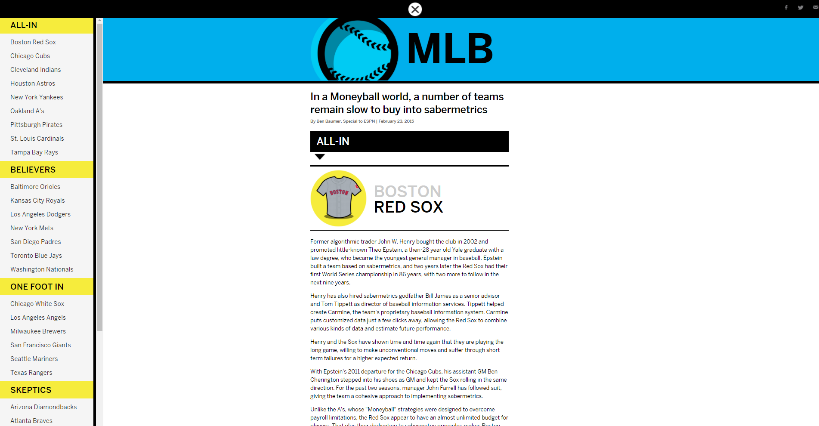 ALL-IN
Boston Red Sox
Chicago Cubs
Cleveland Indians
Houston Astros
New York Yankees
Oakland A's
Pittsburgh Pirates
St. Louis Cardinals
Tampa Bay Rays
BELIEVERS
Baltimore Orioles
Kansas City Royals
Los Angeles Dodgers
New York Mets
San Diego Padres
Toronto Blue Jays
Washington Nationals
ONE FOOT IN
Chicago White Sox
Los Angeles Angels
Milwaukee Brewers
San Francisco Giants
Seattle Mariners
Texas Rangers
SKEPTICS
Arizona Diamondbacks
Atlanta Braves
MLB
In a Moneyball world, a number of teams
remain slow to buy into sabermetrics
By Ben Baumer, Special to ESPN | February 23, 2015
ALL-IN
BOSTON
BOSTON
RED SOX
Former algorithmic trader John W. Henry bought the club in 2002 and
promoted little-known Theo Epstein, a then-28 year old Yale graduate with a
law degree, who became the youngest general manager in baseball. Epstein
built a team based on sabermetrics, and two years later the Red Sox had their
first World Series championship in 86 years, with two more to follow in the
next nine years.
Henry has also hired sabermetrics godfather Bill James as a senior advisor
and Tom Tippett as director of baseball information services. Tippett helped
create Carmine, the team's proprietary baseball information system. Carmine
puts customized data just a few clicks away, allowing the Red Sox to combine
various kinds of data and estimate future performance.
Henry and the Sox have shown time and time again that they are playing the
long game, willing to make unconventional moves and suffer through short
term failures for a higher expected return.
With Epstein's 2011 departure for the Chicago Cubs, his assistant GM Ben
Cherington stepped into his shoes as GM and kept the Sox rolling in the same
direction. For the past two seasons, manager John Farrell has followed suit,
giving the team a cohesive approach to implementing sabermetrics.
Unlike the A's, whose "Moneyball" strategies were designed to overcome
payroll limitations, the Red Sox appear to have an almost unlimited budget for